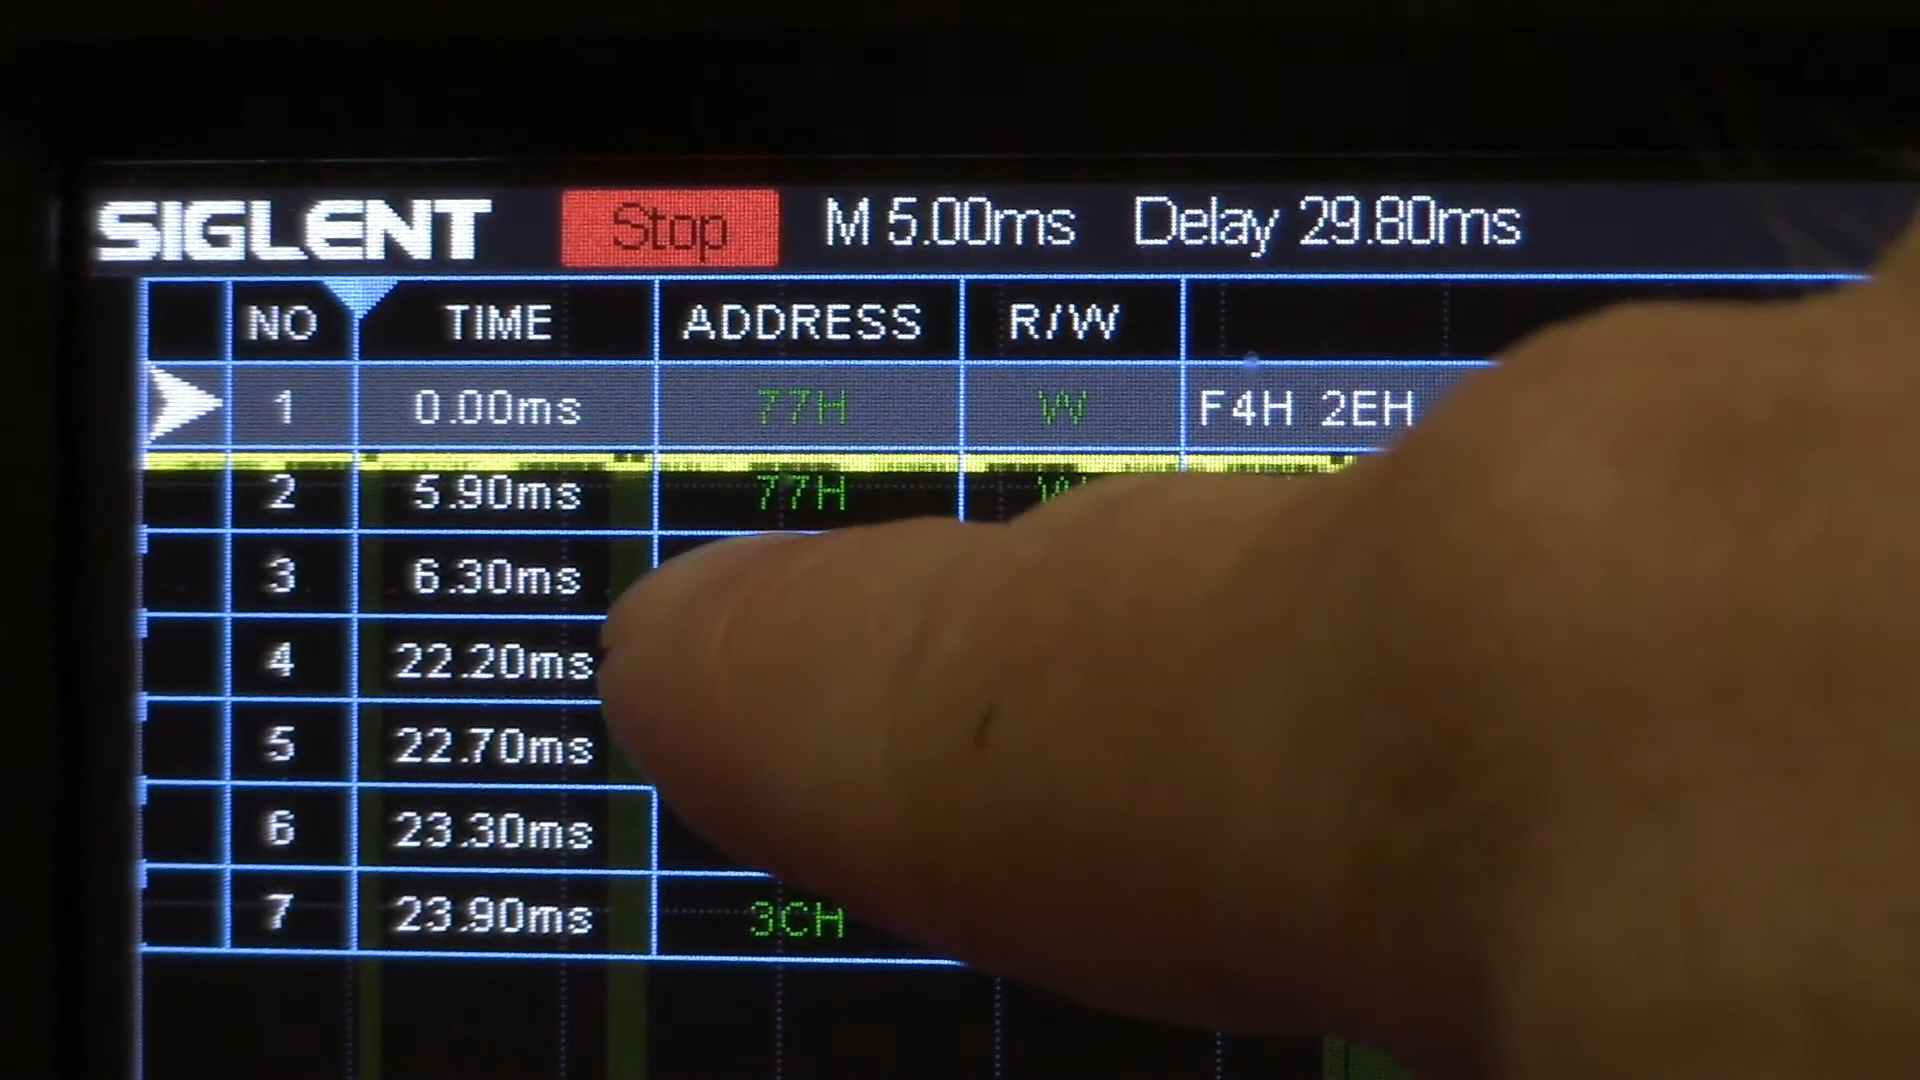 SIGLENT Stop M 5.00ms Delay 29.80ms
NO TIME ADDRESS R/W
1 0.00ms 77H W F4H 2EH
2 5.90ms 77H W
3 6.30ms
4 22.20ms
5 22.70ms
6 23.30ms
7 23.90ms 3CH